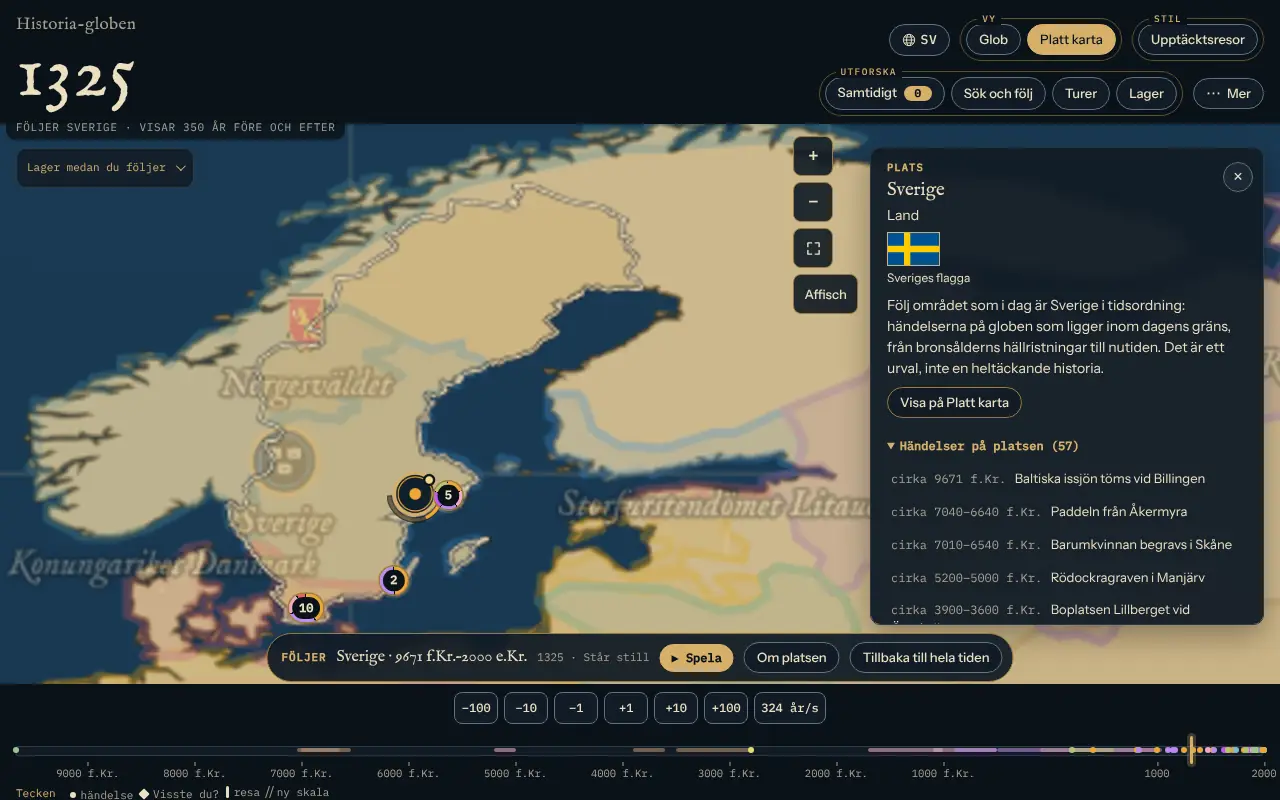 Historia-globen
1325
FÖLJER SVERIGE · VISAR 350 ÅR FÖRE OCH EFTER
SV
VY
Glob
Platt karta
STIL
Upptäcktsresor
UTFORSKA
Samtidigt 0
Sök och följ
Turer
Lager
··· Mer
Lager medan du följer
+
−
Affisch
Norgesväldet
Sverige
Konungariket Danmark
Storfurstendömet Litau
5
2
10
PLATS
Sverige
×
Land
Sveriges flagga
Följ området som i dag är Sverige i tidsordning:
händelserna på globen som ligger inom dagens gräns,
från bronsålderns hällristningar till nutiden. Det är ett
urval, inte en heltäckande historia.
Visa på Platt karta
▼ Händelser på platsen (57)
cirka 9671 f.Kr. Baltiska issjön töms vid Billingen
cirka 7040–6640 f.Kr. Paddeln från Åkermyra
cirka 7010–6540 f.Kr. Barumkvinnan begravs i Skåne
cirka 5200–5000 f.Kr. Rödockragraven i Manjärv
cirka 3900–3600 f.Kr. Boplatsen Lillberget vid
FÖLJER Sverige · 9671 f.Kr.–2000 e.Kr. 1325 · Står still ▶ Spela Om platsen Tillbaka till hela tiden
−100 −10 −1 +1 +10 +100 324 år/s
9000 f.Kr. 8000 f.Kr. 7000 f.Kr. 6000 f.Kr. 5000 f.Kr. 4000 f.Kr. 3000 f.Kr. 2000 f.Kr. 1000 f.Kr. 1000 2000
Tecken ● händelse ◆ Visste du? | resa // ny skala